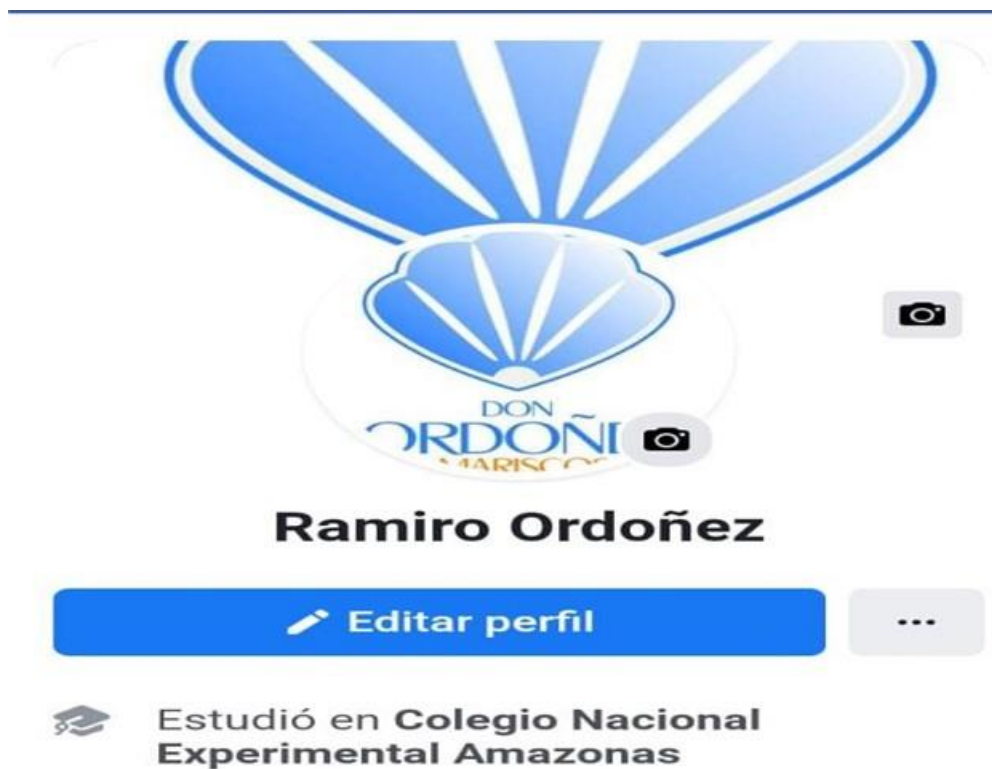 DON
Ramiro Ordoñez
Editar perfil
Estudió en Colegio Nacional
Experimental Amazonas